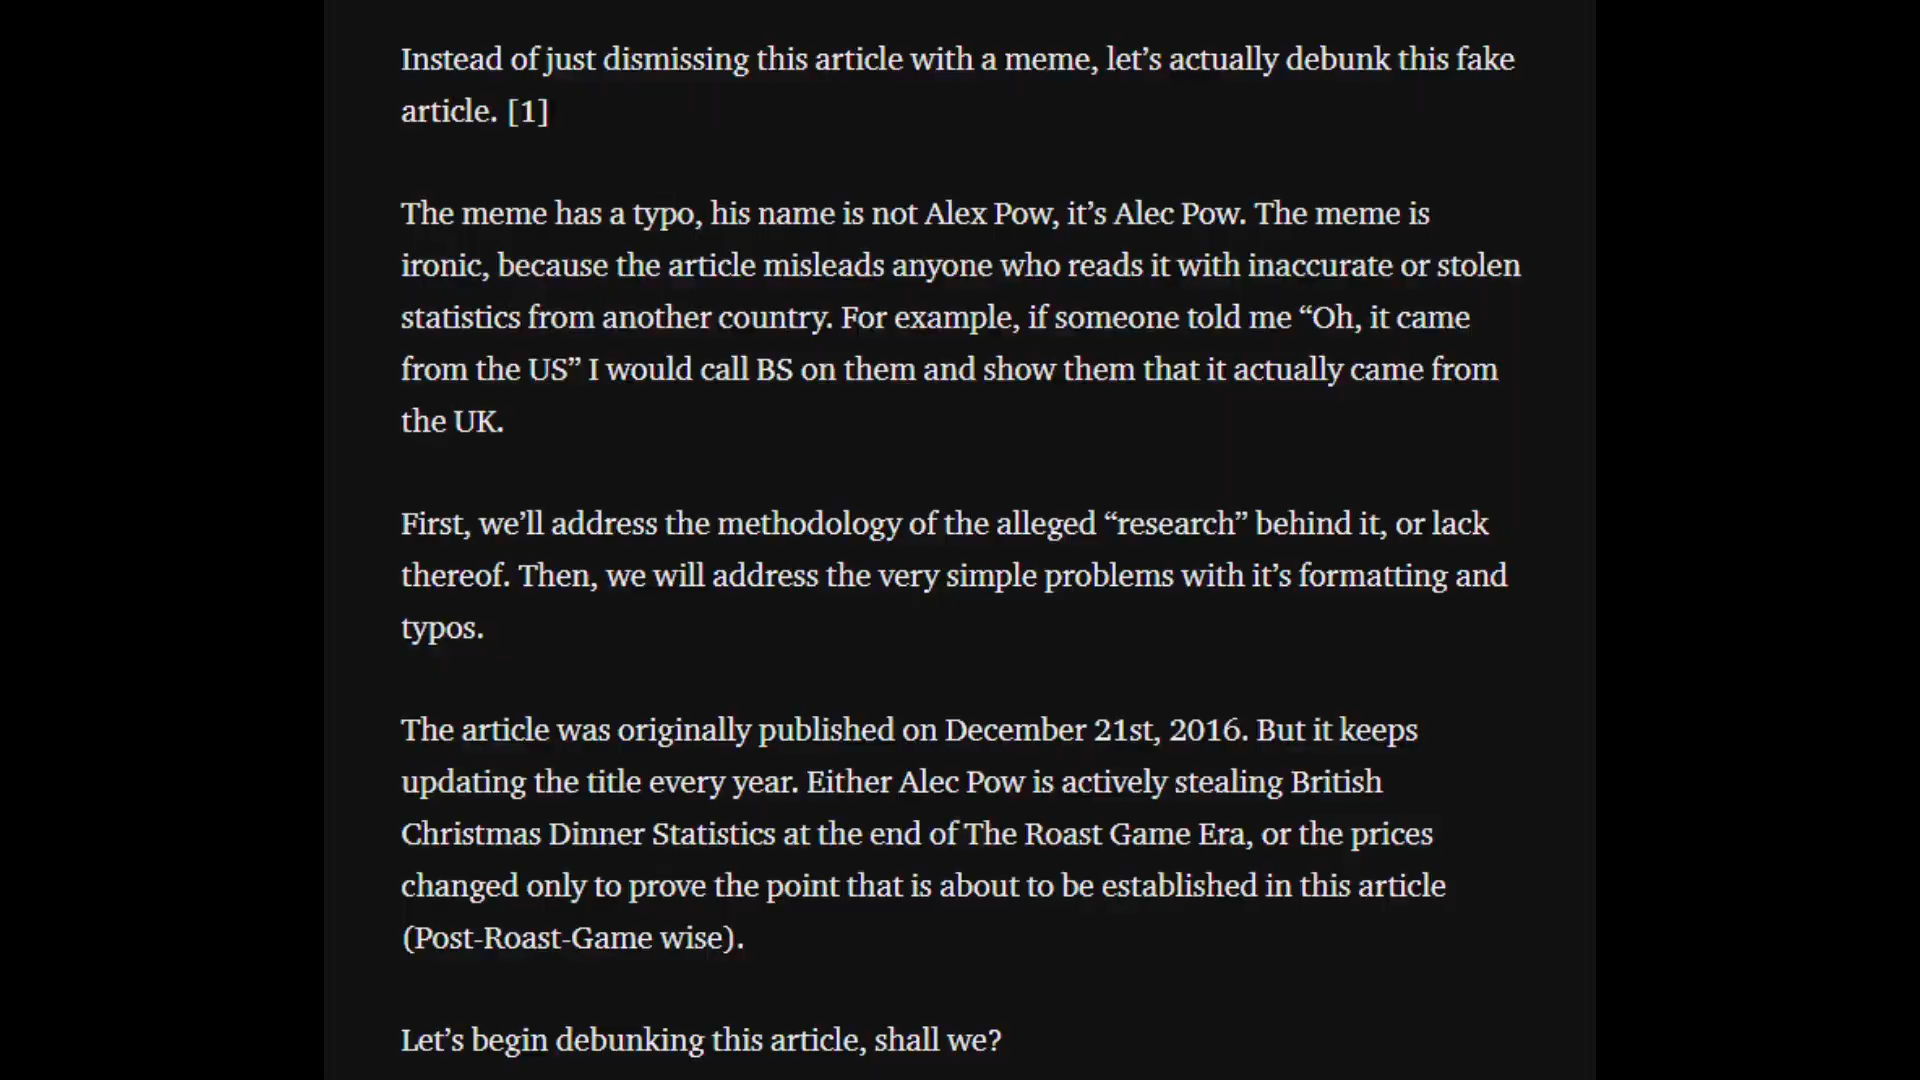 Instead of just dismissing this article with a meme, let’s actually debunk this fake
article. [1]
The meme has a typo, his name is not Alex Pow, it’s Alec Pow. The meme is
ironic, because the article misleads anyone who reads it with inaccurate or stolen
statistics from another country. For example, if someone told me “Oh, it came
from the US” I would call BS on them and show them that it actually came from
the UK.
First, we’ll address the methodology of the alleged “research” behind it, or lack
thereof. Then, we will address the very simple problems with it’s formatting and
typos.
The article was originally published on December 21st, 2016. But it keeps
updating the title every year. Either Alec Pow is actively stealing British
Christmas Dinner Statistics at the end of The Roast Game Era, or the prices
changed only to prove the point that is about to be established in this article
(Post-Roast-Game wise).
Let’s begin debunking this article, shall we?